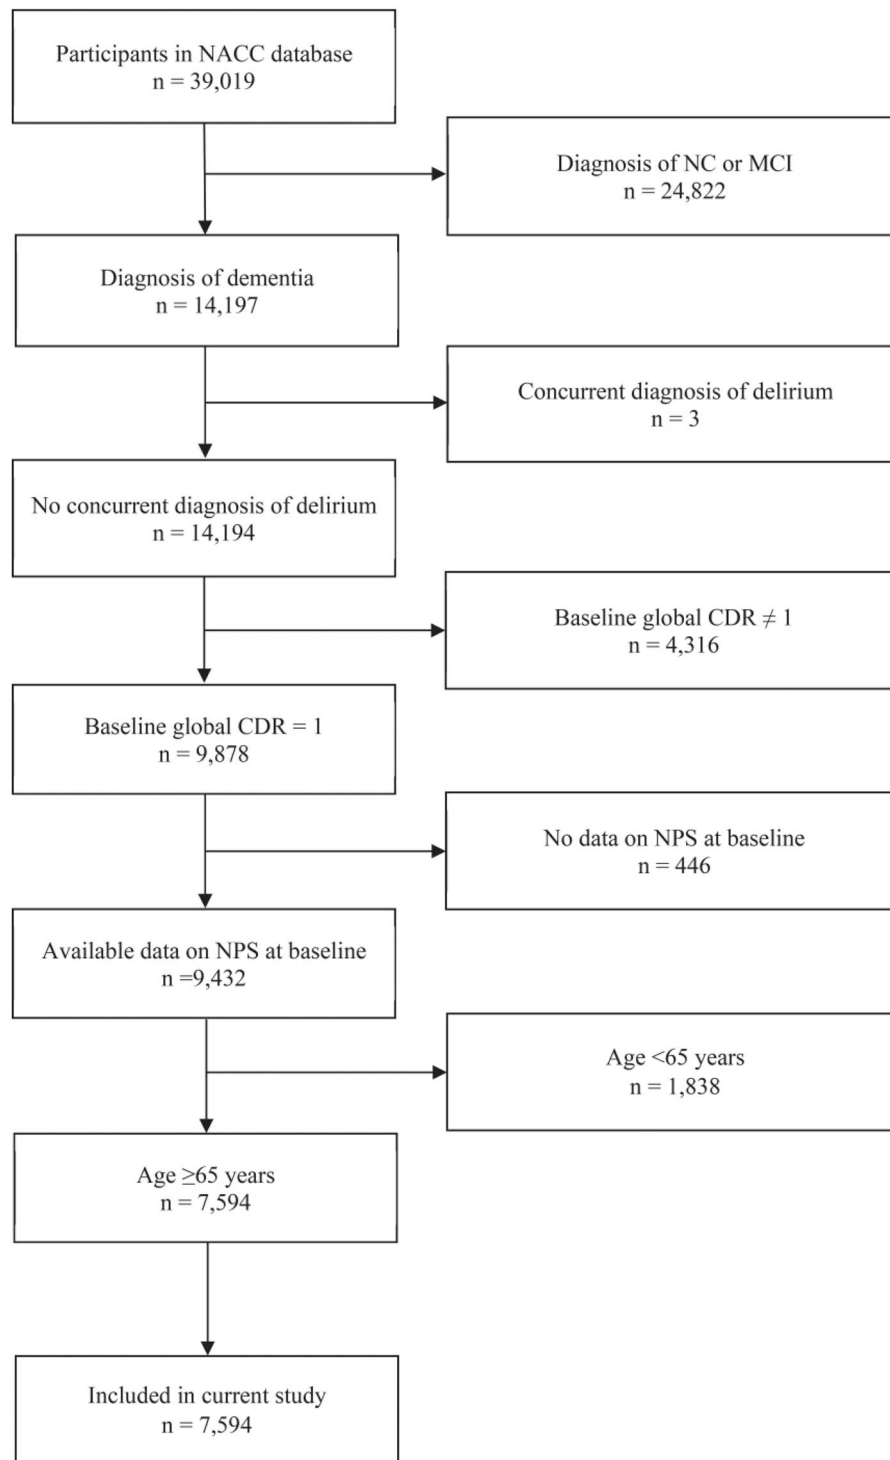 Participants in NACC database
n = 39,019
Diagnosis of NC or MCI
n = 24,822
Diagnosis of dementia
n = 14,197
Concurrent diagnosis of delirium
n = 3
No concurrent diagnosis of delirium
n = 14,194
Baseline global CDR ≠ 1
n = 4,316
Baseline global CDR = 1
n = 9,878
No data on NPS at baseline
n = 446
Available data on NPS at baseline
n =9,432
Age <65 years
n = 1,838
Age ≥65 years
n = 7,594
Included in current study
n = 7,594